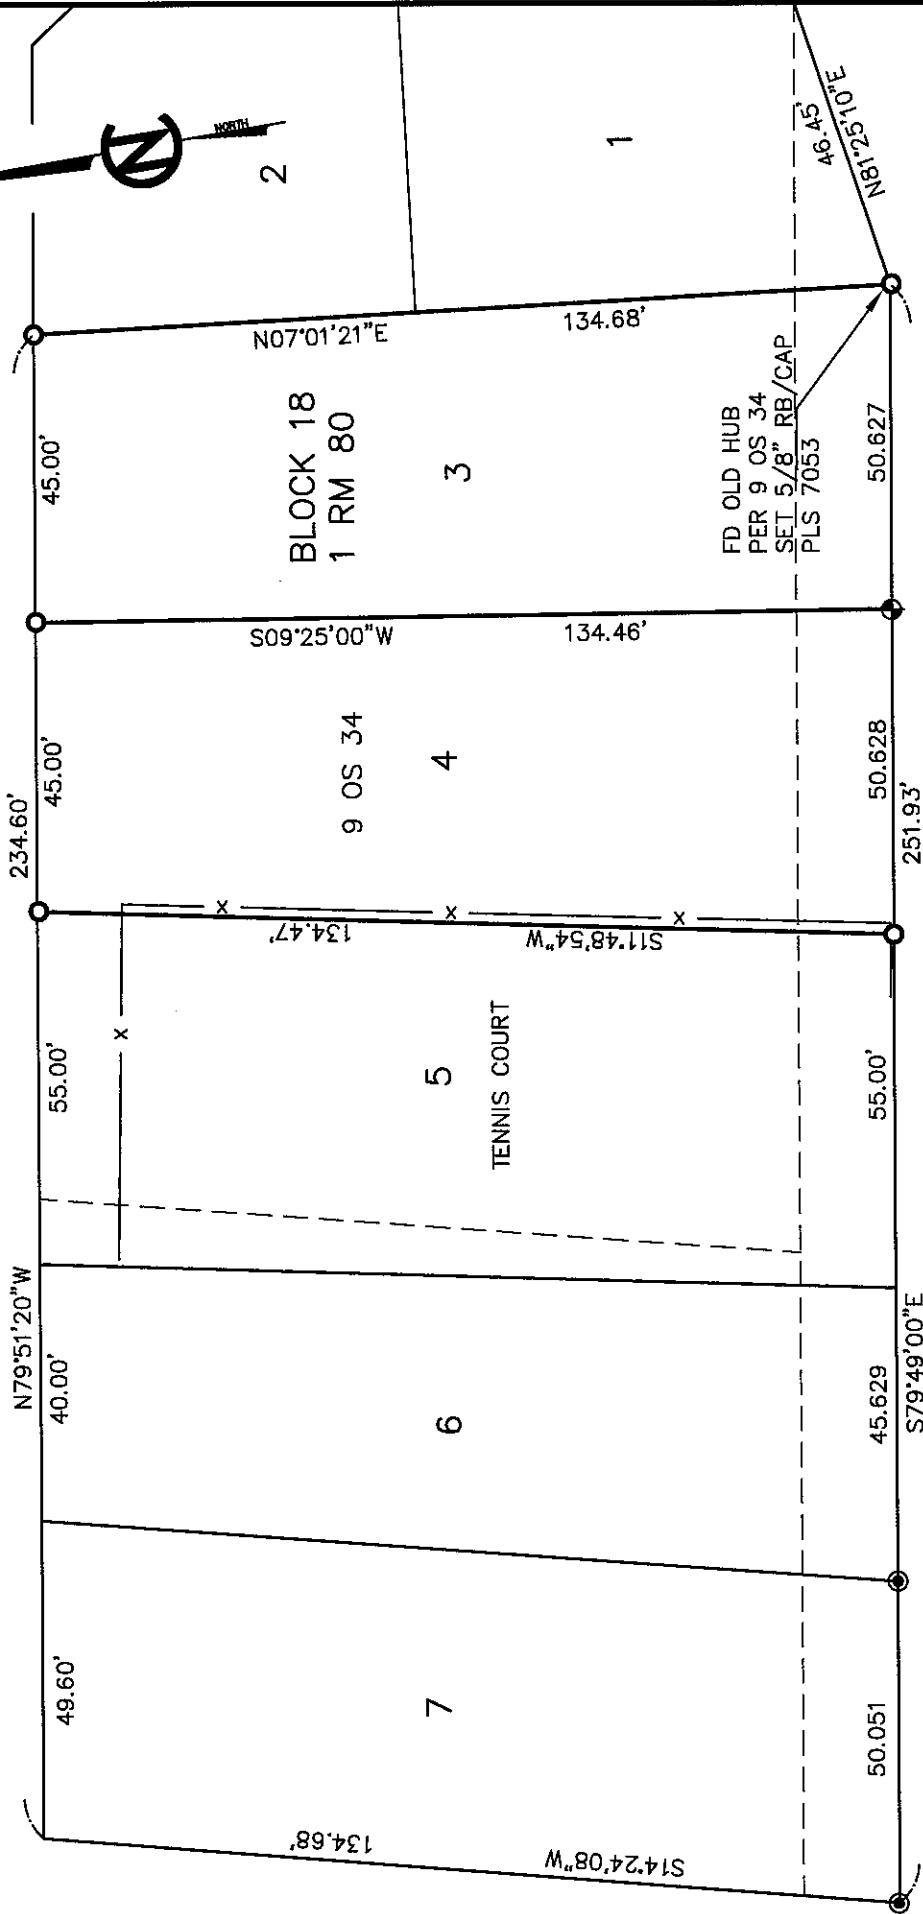 NORTH
N
2
1
46.45'
N81°25'10"E
N07°01'21"E
134.68'
45.00'
BLOCK 18
1 RM 80
3
FD OLD HUB
PER 9 OS 34
SET 5/8" RB/CAP
PLS 7053
50.627
S09°25'00"W
134.46'
234.60'
45.00'
9 OS 34
4
50.628
251.93'
X
X
X
134.47'
S11°48'54"W
X
55.00'
5
TENNIS COURT
55.00'
N79°51'20"W
40.00'
6
45.629
S79°49'00"E
49.60'
7
50.051
134.68'
S14°24'08"W